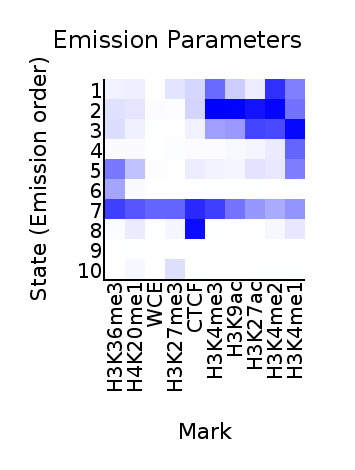 Emission Parameters
State (Emission order)
1
2
3
4
5
6
7
8
9
10
H3K36me3
H4K20me1
WCE
H3K27me3
CTCF
H3K4me3
H3K9ac
H3K27ac
H3K4me2
H3K4me1
Mark